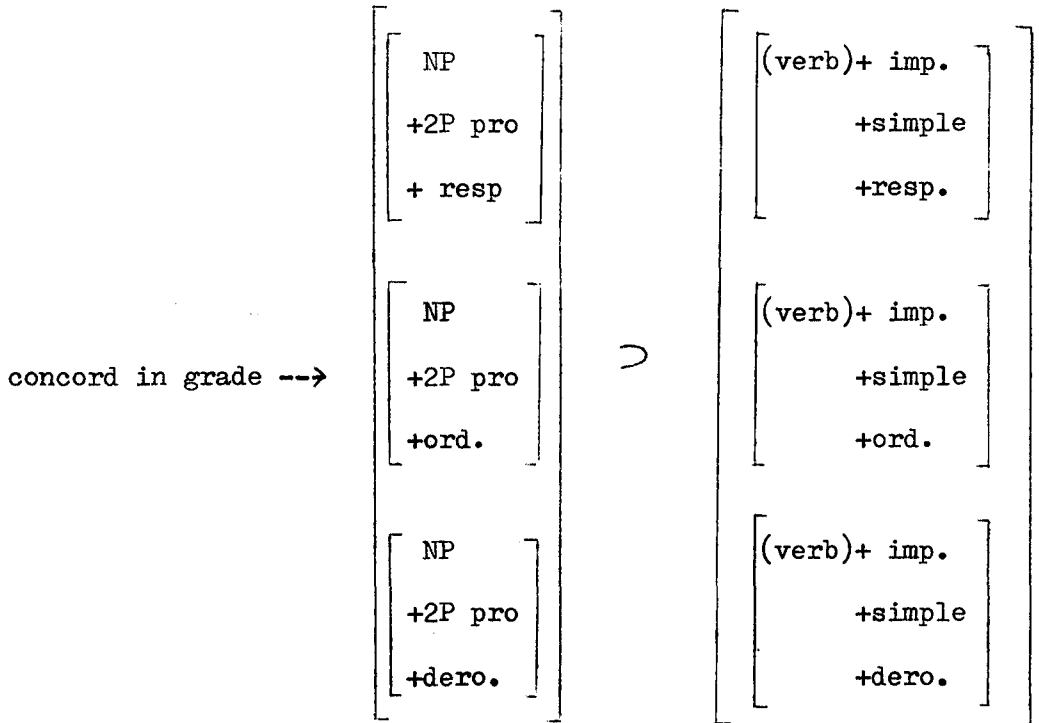 NP (verb)+ imp.
+2P pro +simple
+ resp +resp.
NP (verb)+ imp.
concord in grade --> +2P pro ⊃ +simple
+ord. +ord.
NP (verb)+ imp.
+2P pro +simple
+dero. +dero.